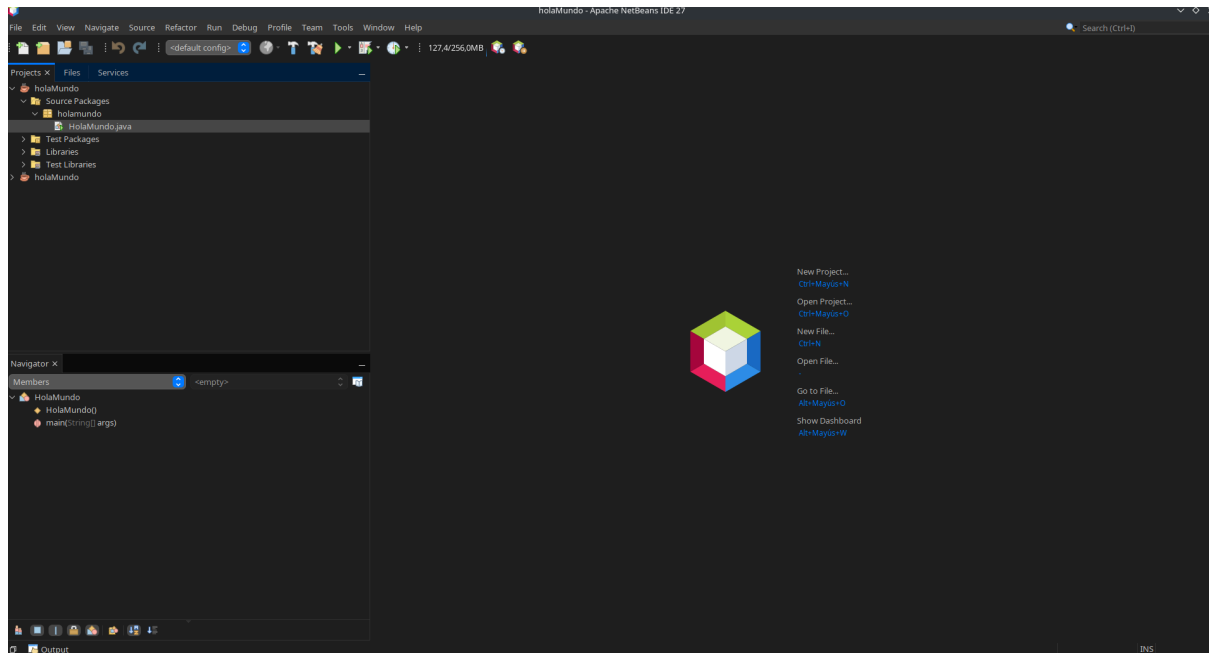 holaMundo - Apache NetBeans IDE 27
File Edit View Navigate Source Refactor Run Debug Profile Team Tools Window Help
Search (Ctrl+I)
<default config>
127,4/256,0MB
Projects
Files
Services
holaMundo
Source Packages
holamundo
HolaMundo.java
Test Packages
Libraries
Test Libraries
holaMundo
New Project...
Ctrl+Mayús+N
Open Project...
Ctrl+Mayús+O
New File...
Ctrl+N
Open File...
-
Go to File...
Alt+Mayús+O
Show Dashboard
Alt+Mayús+W
Navigator
Members
<empty>
HolaMundo
HolaMundo()
main(String[] args)
Output
INS